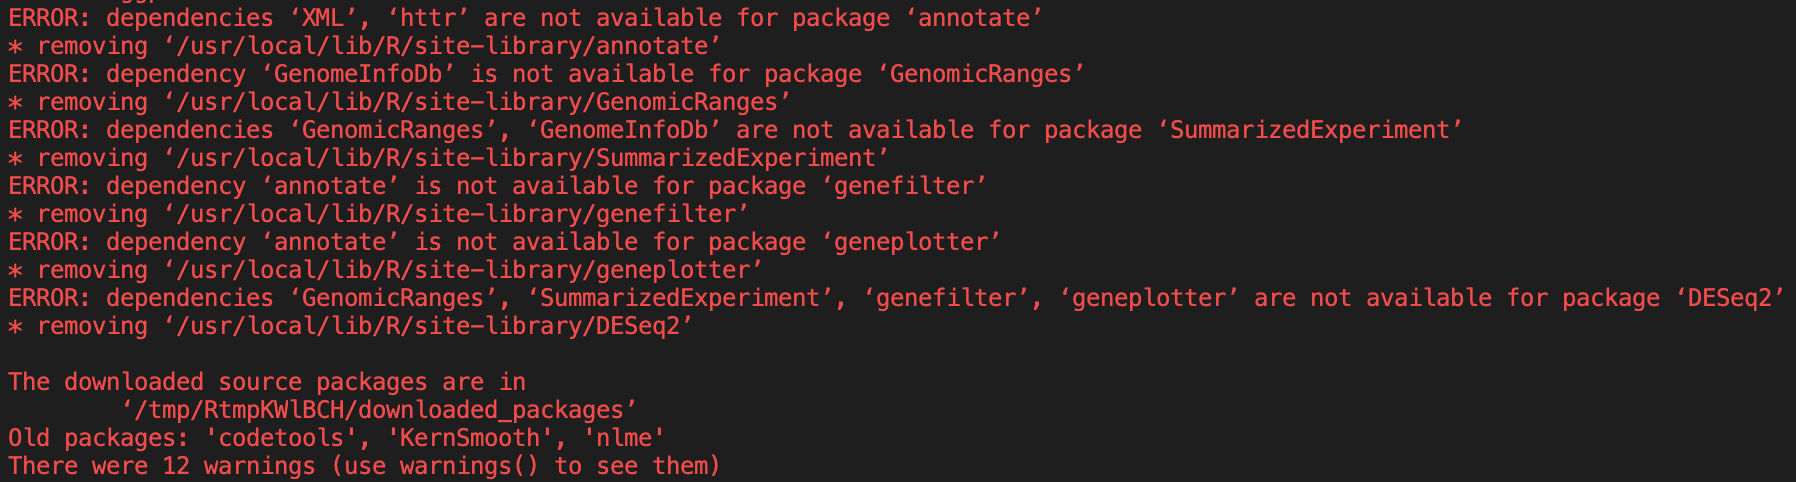 ERROR: dependencies ‘XML’, ‘httr’ are not available for package ‘annotate’
* removing ‘/usr/local/lib/R/site-library/annotate’
ERROR: dependency ‘GenomeInfoDb’ is not available for package ‘GenomicRanges’
* removing ‘/usr/local/lib/R/site-library/GenomicRanges’
ERROR: dependencies ‘GenomicRanges’, ‘GenomeInfoDb’ are not available for package ‘SummarizedExperiment’
* removing ‘/usr/local/lib/R/site-library/SummarizedExperiment’
ERROR: dependency ‘annotate’ is not available for package ‘genefilter’
* removing ‘/usr/local/lib/R/site-library/genefilter’
ERROR: dependency ‘annotate’ is not available for package ‘geneplotter’
* removing ‘/usr/local/lib/R/site-library/geneplotter’
ERROR: dependencies ‘GenomicRanges’, ‘SummarizedExperiment’, ‘genefilter’, ‘geneplotter’ are not available for package ‘DESeq2’
* removing ‘/usr/local/lib/R/site-library/DESeq2’
The downloaded source packages are in
‘/tmp/RtmpKWlBCH/downloaded_packages’
Old packages: 'codetools', 'KernSmooth', 'nlme'
There were 12 warnings (use warnings() to see them)